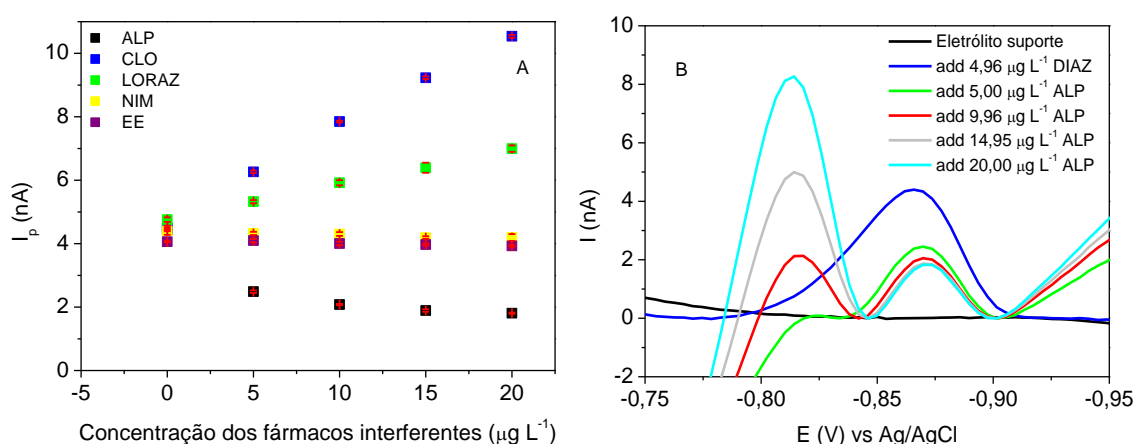 A
ALP
CLO
LORAZ
NIM
EE
10
8
6
4
2
0
-5
0
5
10
15
20
I_p (nA)
Concentração dos fármacos interferentes (μg L⁻¹)
B
Eletrólito suporte
add 4,96 μg L⁻¹ DIAZ
add 5,00 μg L⁻¹ ALP
add 9,96 μg L⁻¹ ALP
add 14,95 μg L⁻¹ ALP
add 20,00 μg L⁻¹ ALP
10
8
6
4
2
0
-2
-0,75
-0,80
-0,85
-0,90
-0,95
I (nA)
E (V) vs Ag/AgCl